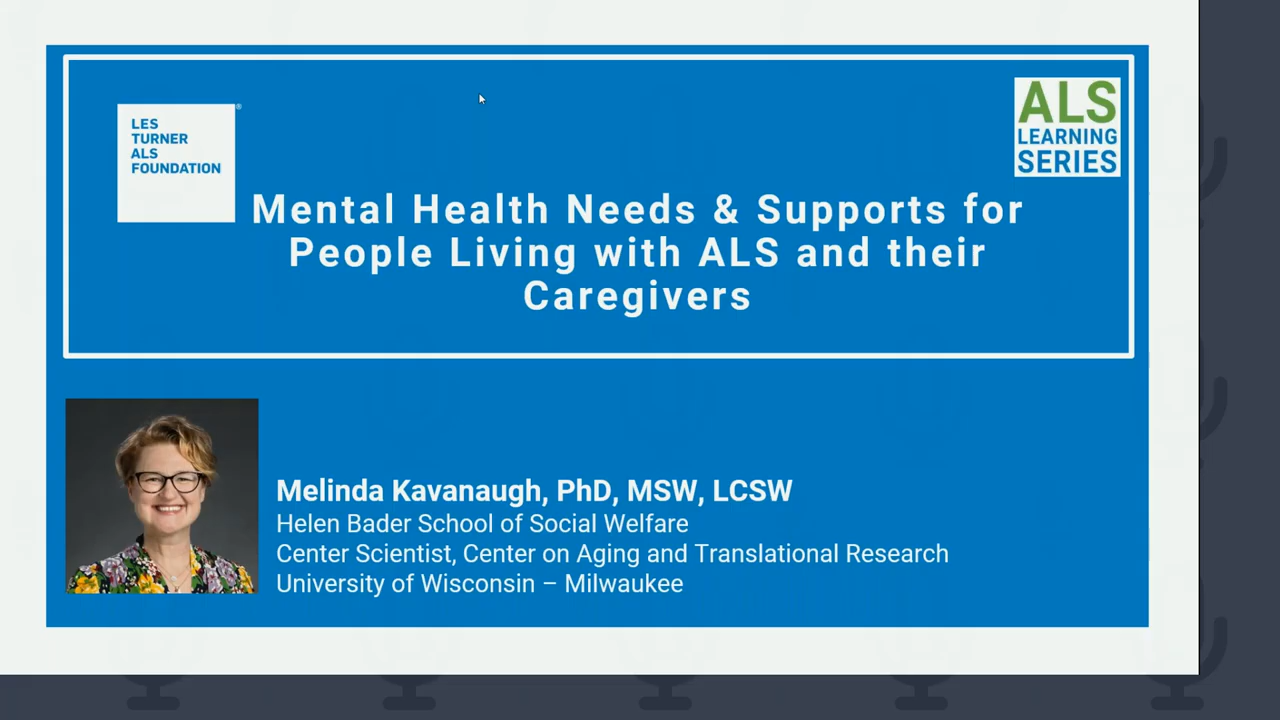 LES
TURNER
ALS
FOUNDATION
ALS
LEARNING
SERIES
Mental Health Needs & Supports for
People Living with ALS and their
Caregivers
Melinda Kavanaugh, PhD, MSW, LCSW
Helen Bader School of Social Welfare
Center Scientist, Center on Aging and Translational Research
University of Wisconsin – Milwaukee